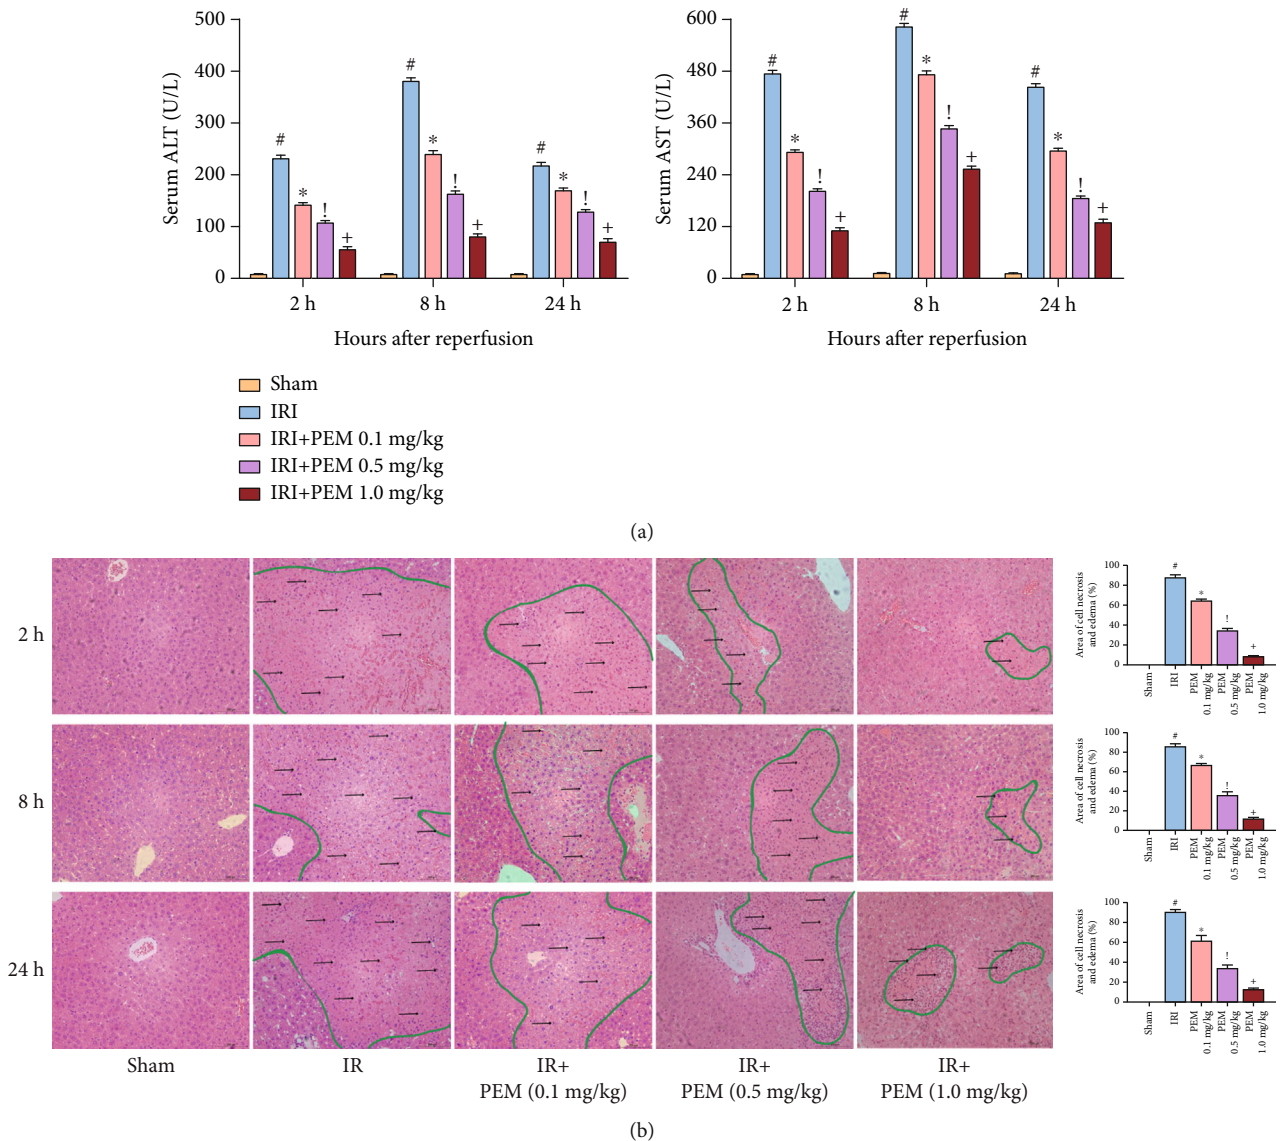 500
400
300
200
100
0
Serum ALT (U/L)
#
*
!
+
#
*
!
+
#
*
!
+
2 h
8 h
24 h
Hours after reperfusion
600
480
360
240
120
0
Serum AST (U/L)
#
*
!
+
#
*
!
+
#
*
!
+
2 h
8 h
24 h
Hours after reperfusion
Sham
IRI
IRI+PEM 0.1 mg/kg
IRI+PEM 0.5 mg/kg
IRI+PEM 1.0 mg/kg
(a)
2 h
100
80
60
40
20
0
Area of cell necrosis
and edema (%)
#
*
!
+
Sham
IRI
PEM
0.1 mg/kg
PEM
0.5 mg/kg
PEM
1.0 mg/kg
8 h
100
80
60
40
20
0
Area of cell necrosis
and edema (%)
#
*
!
+
Sham
IRI
PEM
0.1 mg/kg
PEM
0.5 mg/kg
PEM
1.0 mg/kg
24 h
100
80
60
40
20
0
Area of cell necrosis
and edema (%)
#
*
!
+
Sham
IRI
PEM
0.1 mg/kg
PEM
0.5 mg/kg
PEM
1.0 mg/kg
Sham
IR
IR+
PEM (0.1 mg/kg)
IR+
PEM (0.5 mg/kg)
IR+
PEM (1.0 mg/kg)
(b)